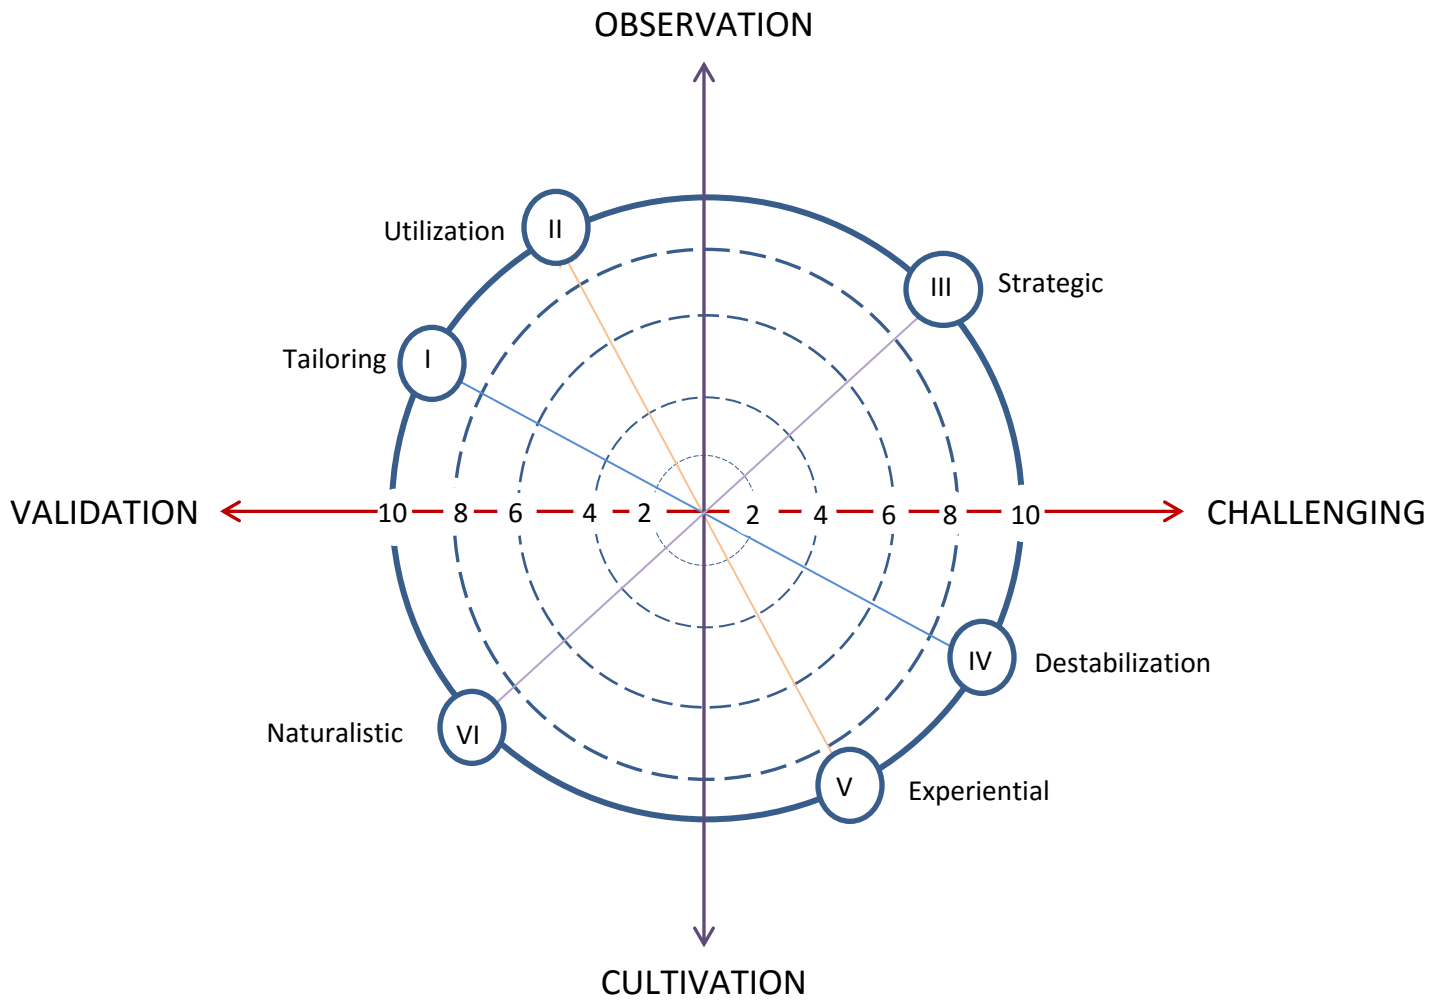 OBSERVATION
Utilization
II
III
Strategic
Tailoring
I
VALIDATION
10 8 6 4 2 2 4 6 8 10
CHALLENGING
IV
Destabilization
Naturalistic
VI
V
Experiential
CULTIVATION